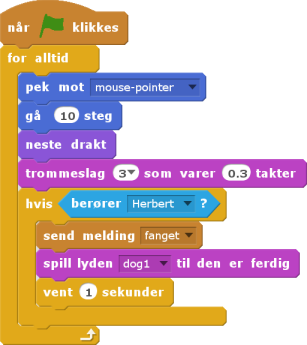 når klikkes
for alltid
pek mot mouse-pointer
gå 10 steg
neste drakt
trommeslag 3 som varer 0.3 takter
hvis berører Herbert ?
send melding fanget
spill lyden dog1 til den er ferdig
vent 1 sekunder